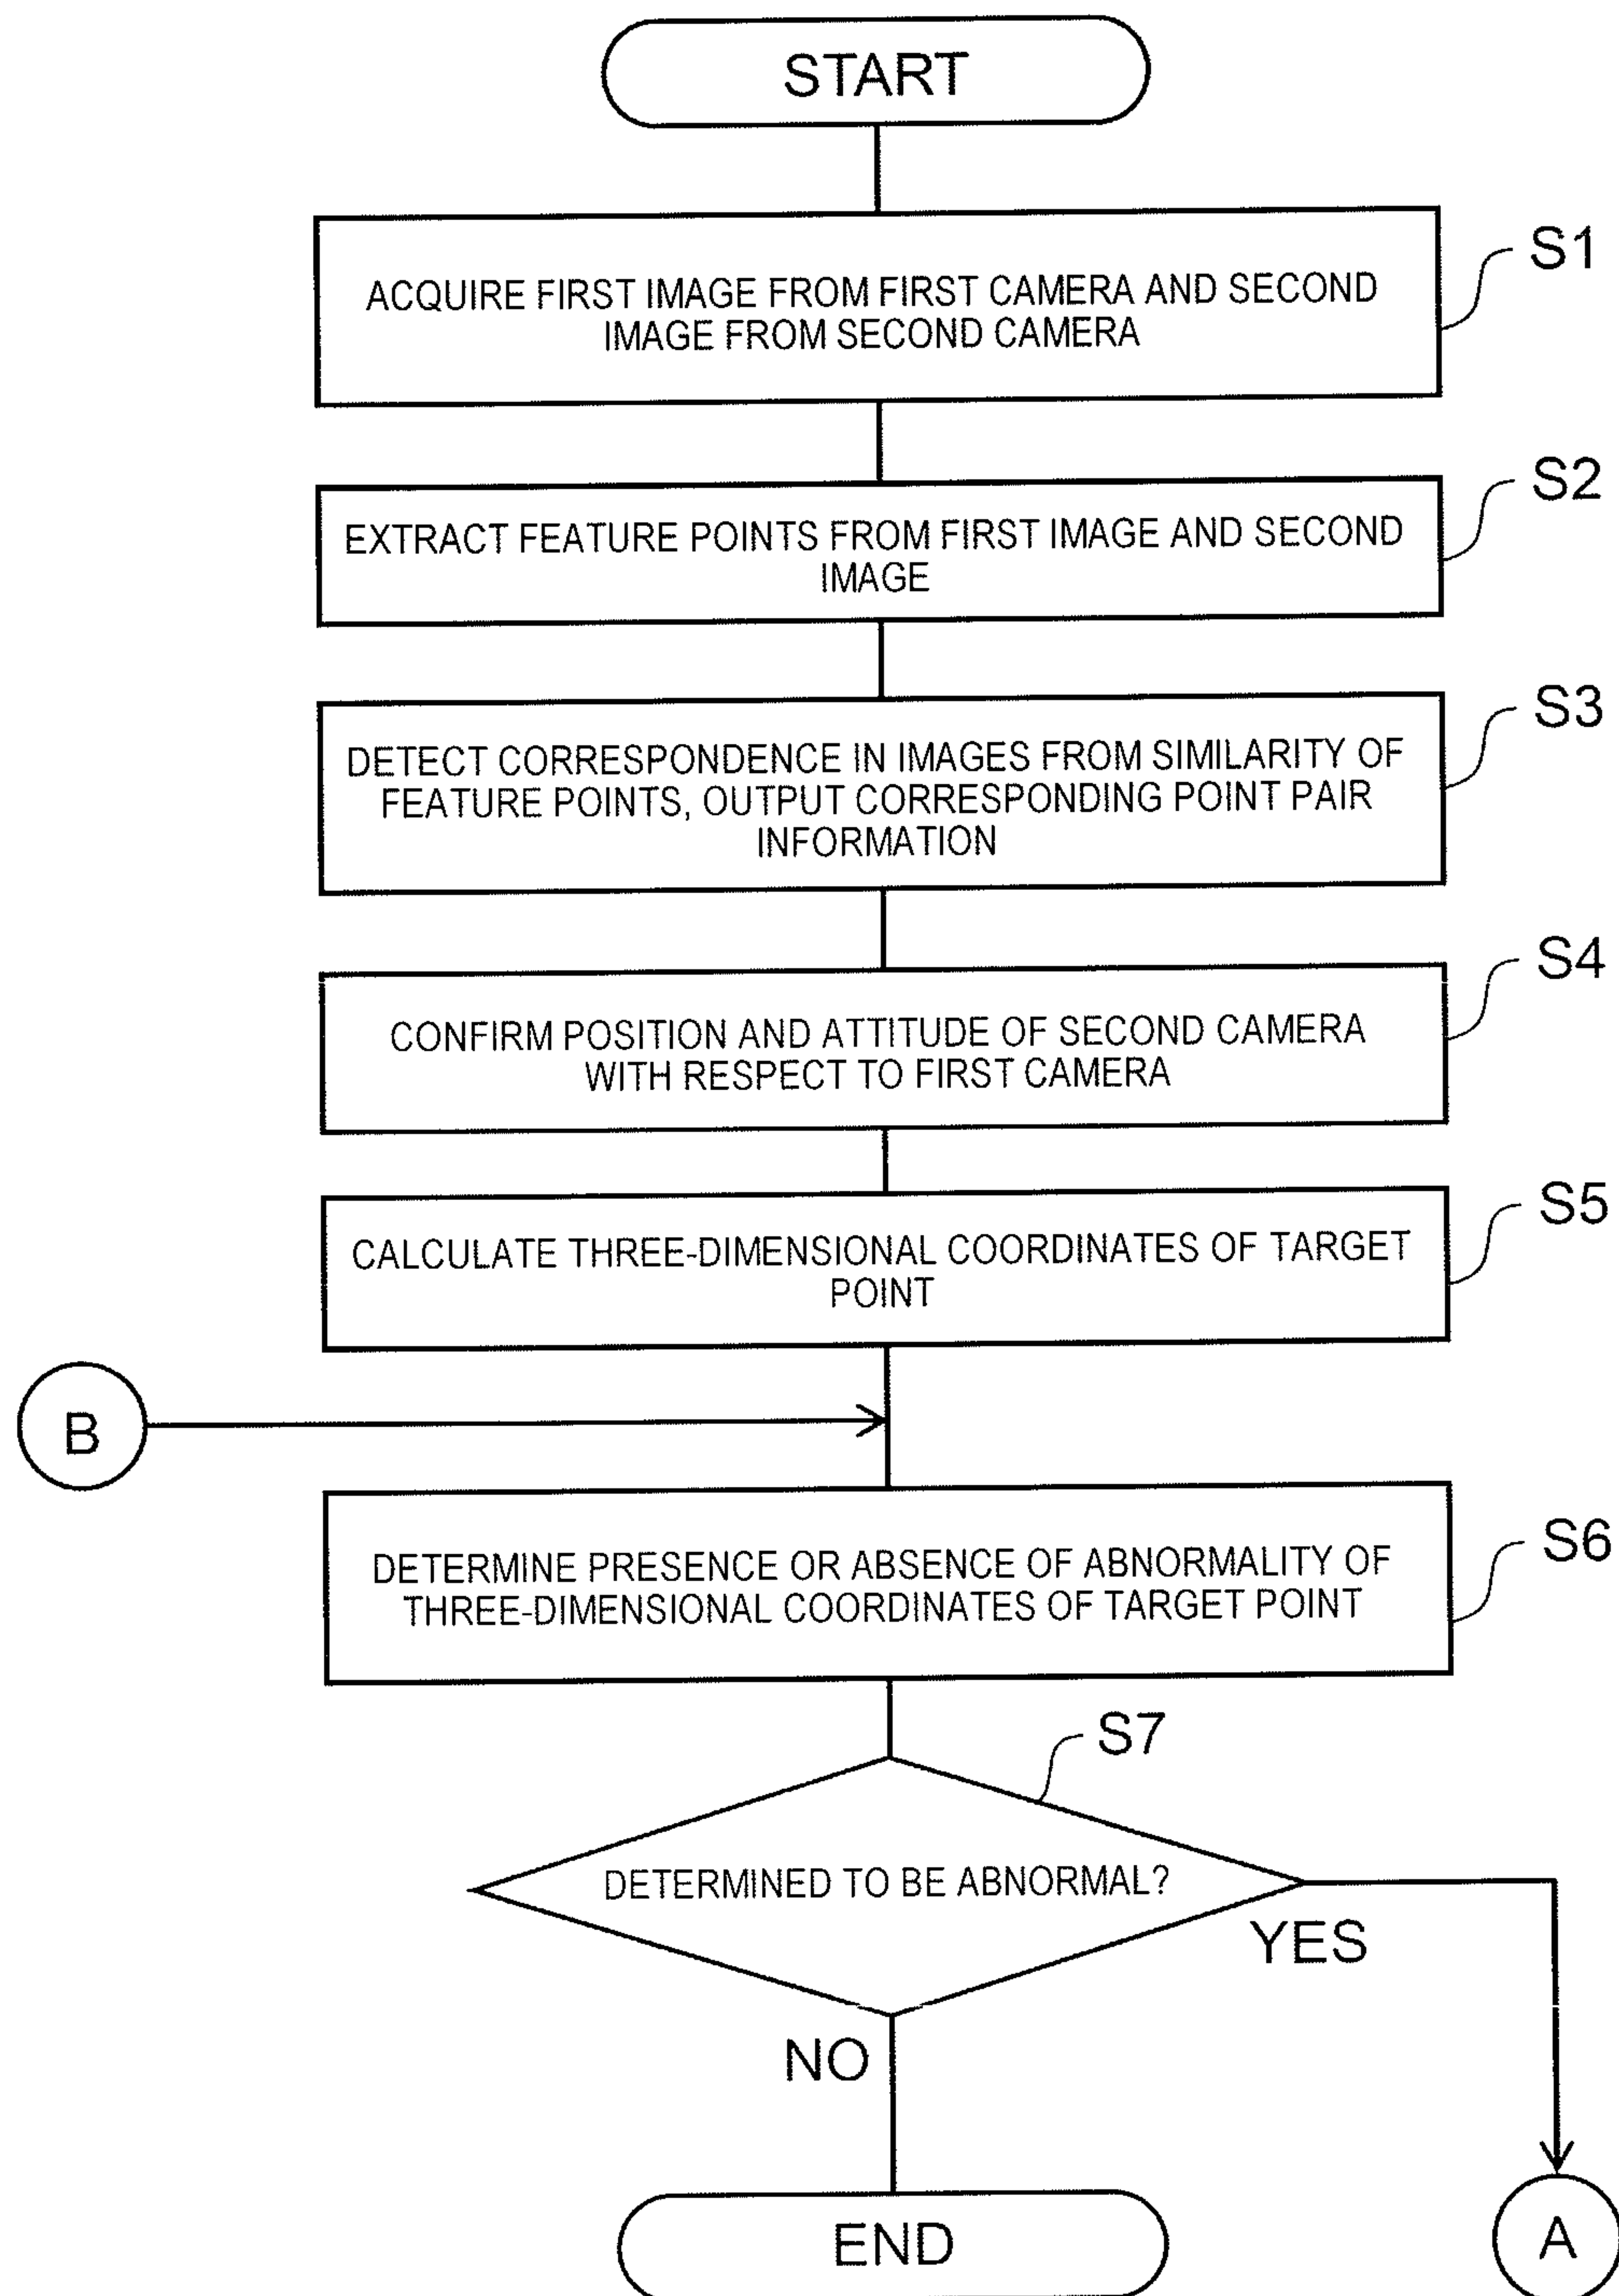 START
S1
ACQUIRE FIRST IMAGE FROM FIRST CAMERA AND SECOND
IMAGE FROM SECOND CAMERA
S2
EXTRACT FEATURE POINTS FROM FIRST IMAGE AND SECOND
IMAGE
S3
DETECT CORRESPONDENCE IN IMAGES FROM SIMILARITY OF
FEATURE POINTS, OUTPUT CORRESPONDING POINT PAIR
INFORMATION
S4
CONFIRM POSITION AND ATTITUDE OF SECOND CAMERA
WITH RESPECT TO FIRST CAMERA
S5
CALCULATE THREE-DIMENSIONAL COORDINATES OF TARGET
POINT
B
S6
DETERMINE PRESENCE OR ABSENCE OF ABNORMALITY OF
THREE-DIMENSIONAL COORDINATES OF TARGET POINT
S7
DETERMINED TO BE ABNORMAL?
YES
NO
END
A